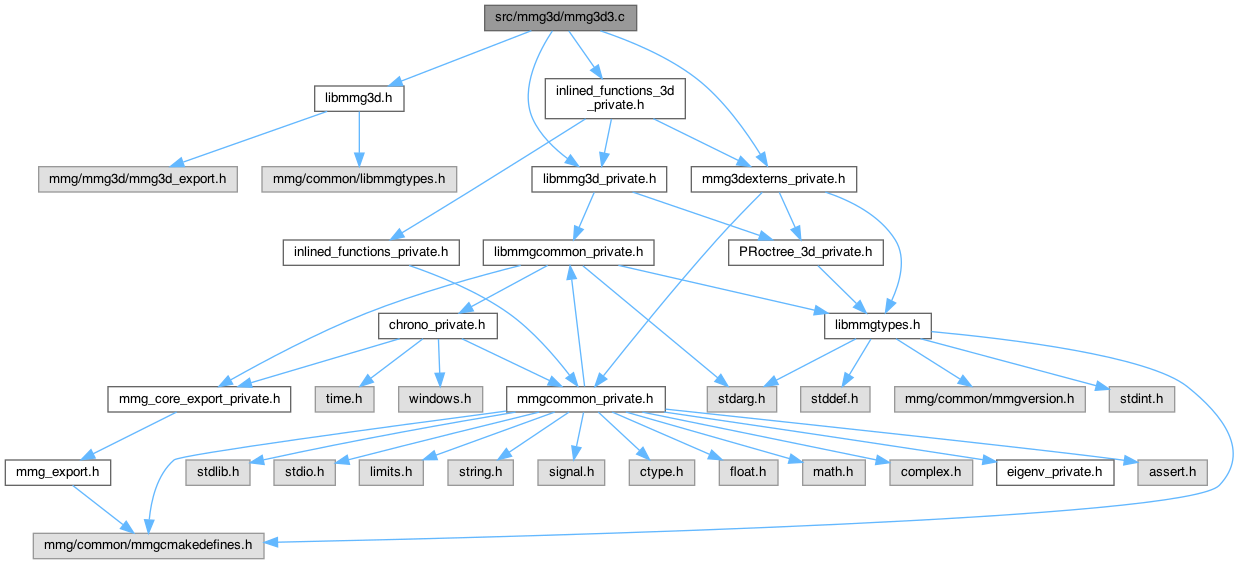 src/mmg3d/mmg3d3.c
libmmg3d.h
inlined_functions_3d
_private.h
mmg/mmg3d/mmg3d_export.h
mmg/common/libmmgtypes.h
libmmg3d_private.h
mmg3dexterns_private.h
inlined_functions_private.h
libmmgcommon_private.h
PRoctree_3d_private.h
chrono_private.h
libmmgtypes.h
mmg_core_export_private.h
time.h
windows.h
mmgcommon_private.h
stdarg.h
stddef.h
mmg/common/mmgversion.h
stdint.h
mmg_export.h
stdlib.h
stdio.h
limits.h
string.h
signal.h
ctype.h
float.h
math.h
complex.h
eigenv_private.h
assert.h
mmg/common/mmgcmakedefines.h